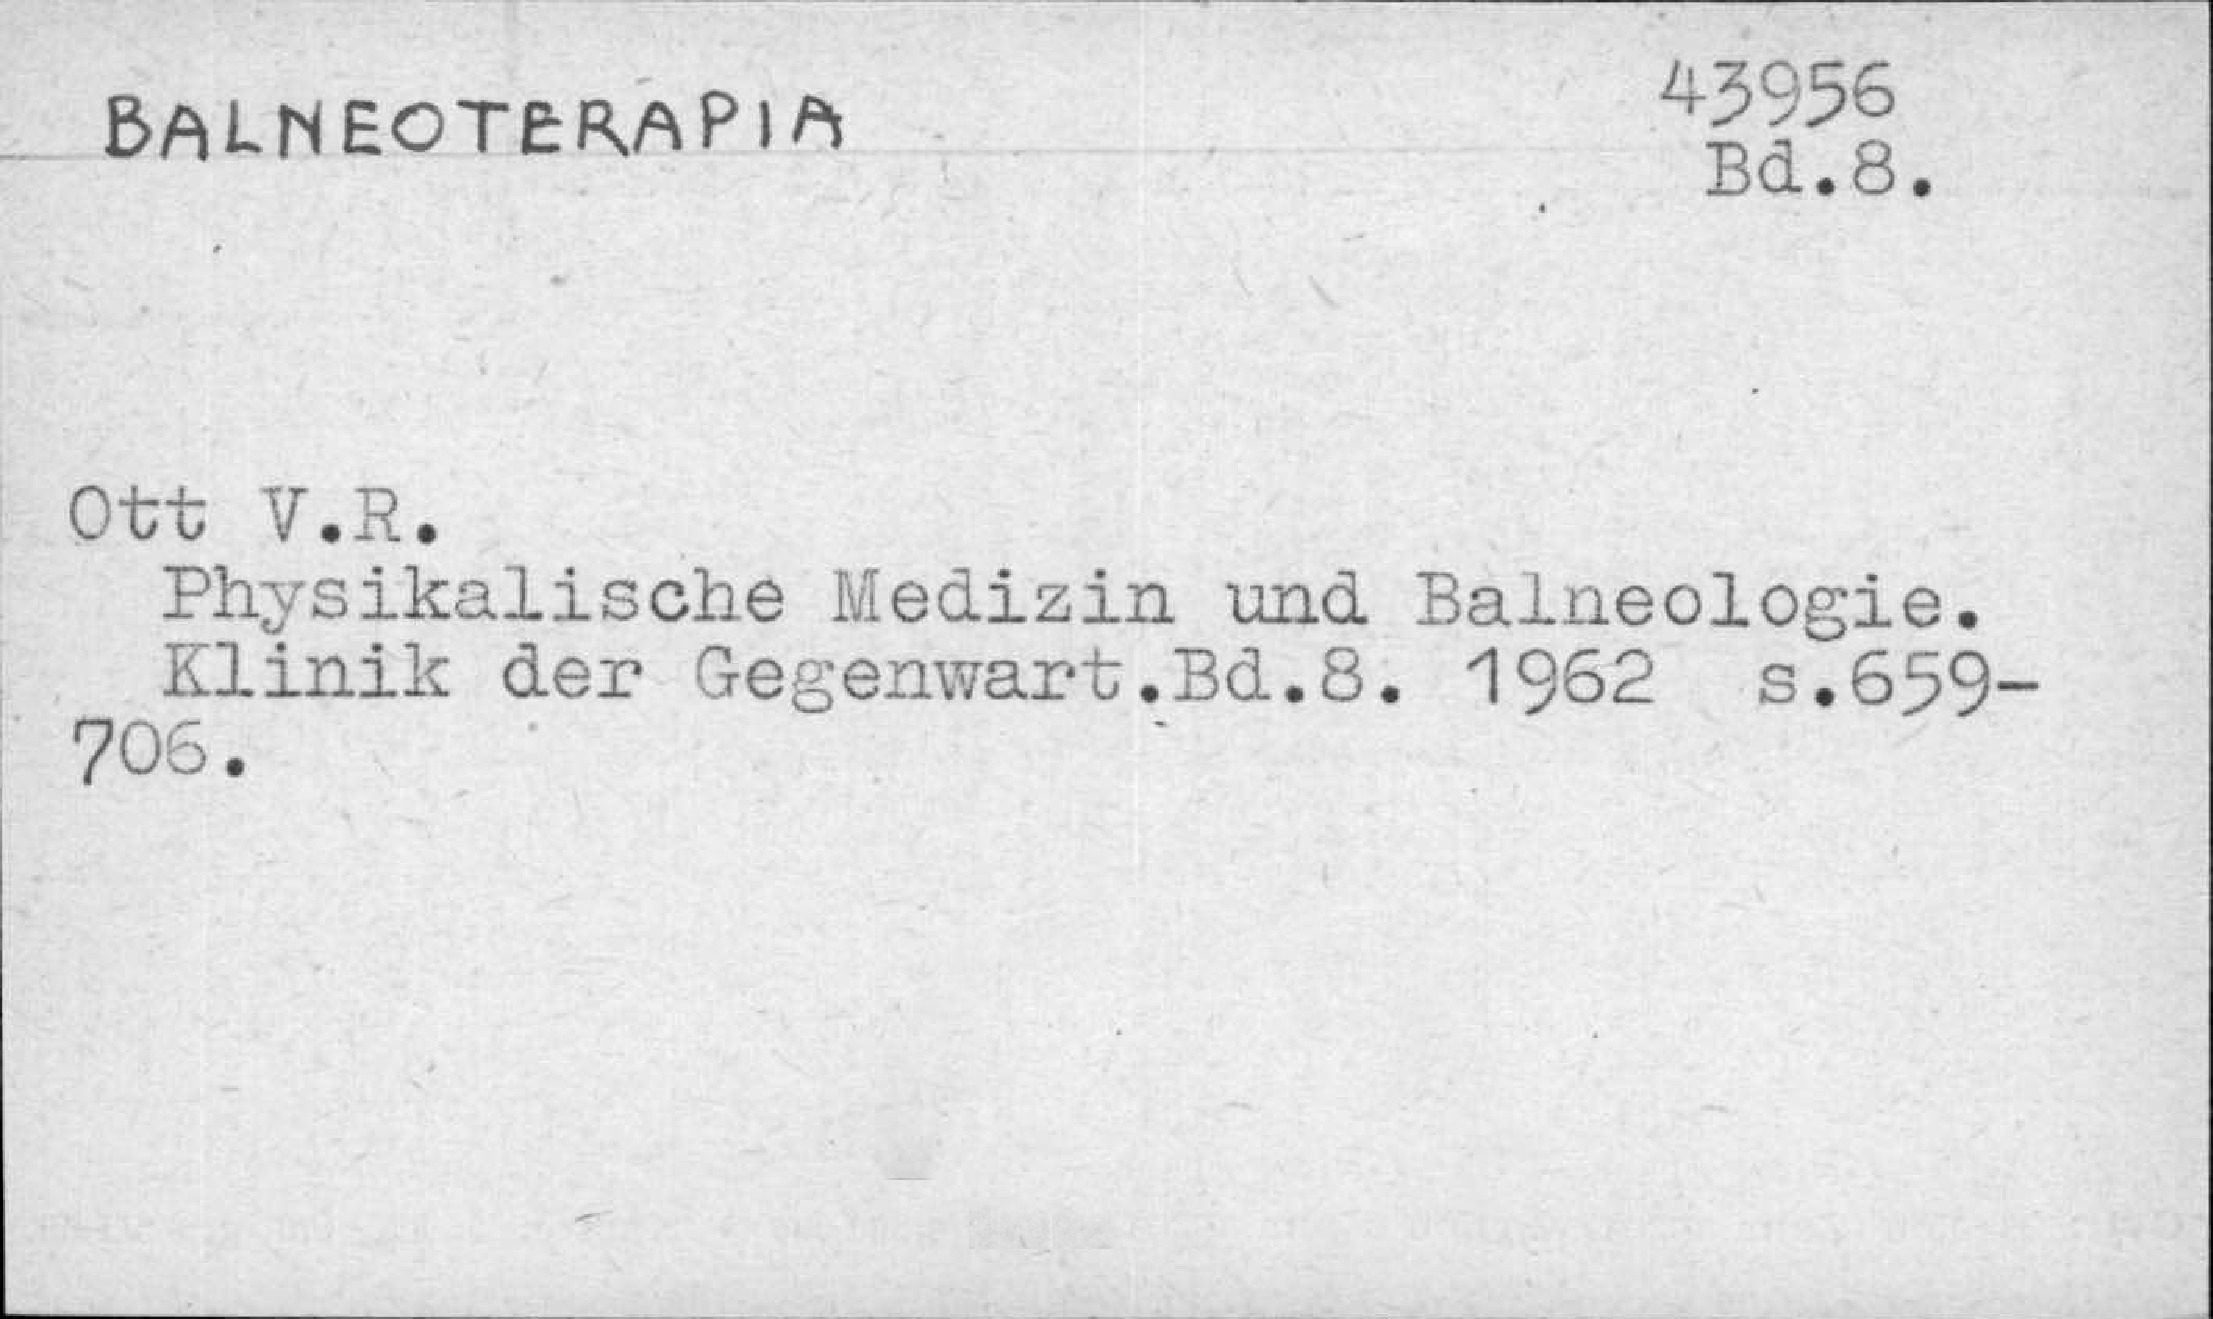 BALNEOTERAPIA
43956
Bd.8.
Ott V.R.
Physikalische Medizin und Balneologie.
Klinik der Gegenwart.Bd.8. 1962 s.659-
706.